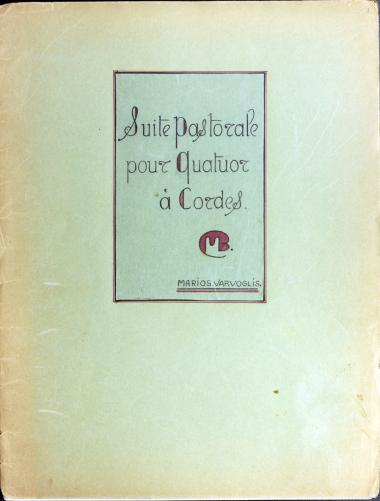 Suite Pastorale
pour Quatuor
à Cordes.
MB.
MARIOS VARVOGLIS.